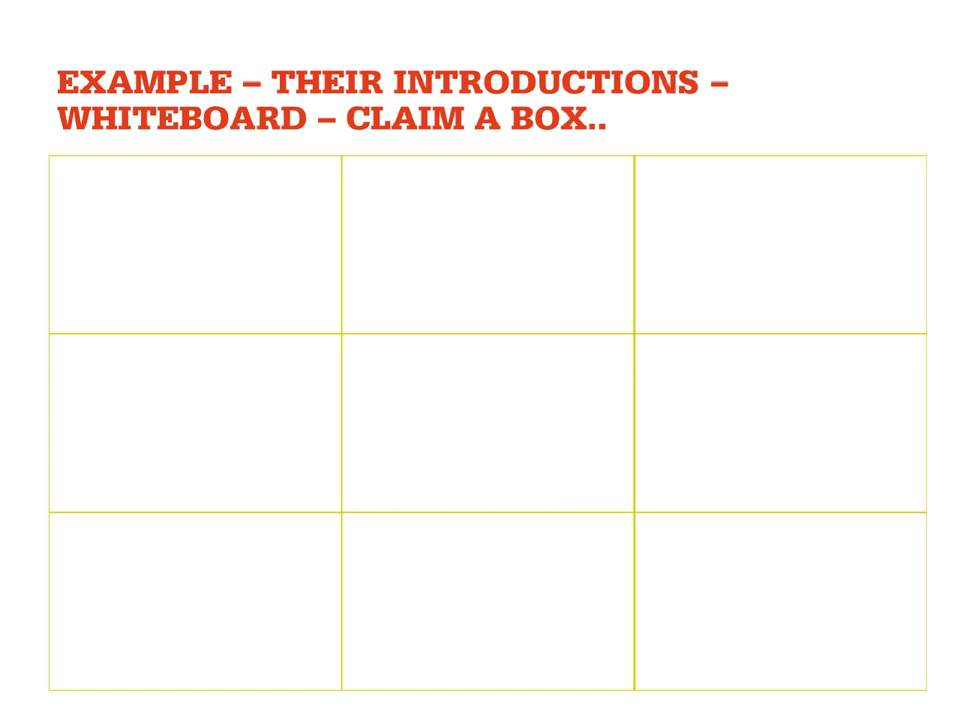 EXAMPLE – THEIR INTRODUCTIONS –
WHITEBOARD – CLAIM A BOX..